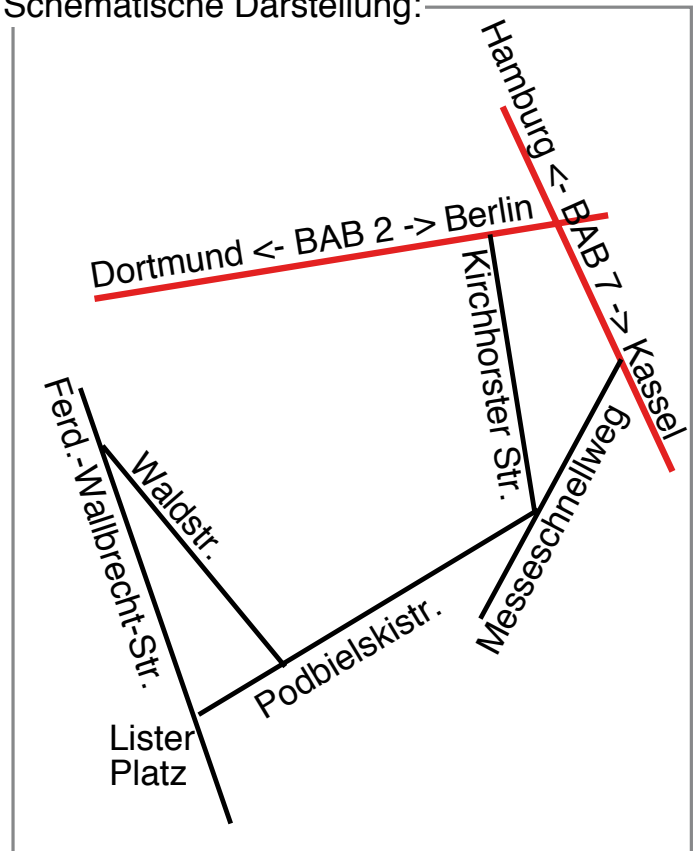 Schematische Darstellung:
Hamburg <- BAB 7 -> Kassel
Dortmund <- BAB 2 -> Berlin
Kirchhorster Str.
Messeschnellweg
Ferd.-Wallbrecht-Str.
Waldstr.
Podbielskistr.
Lister
Platz